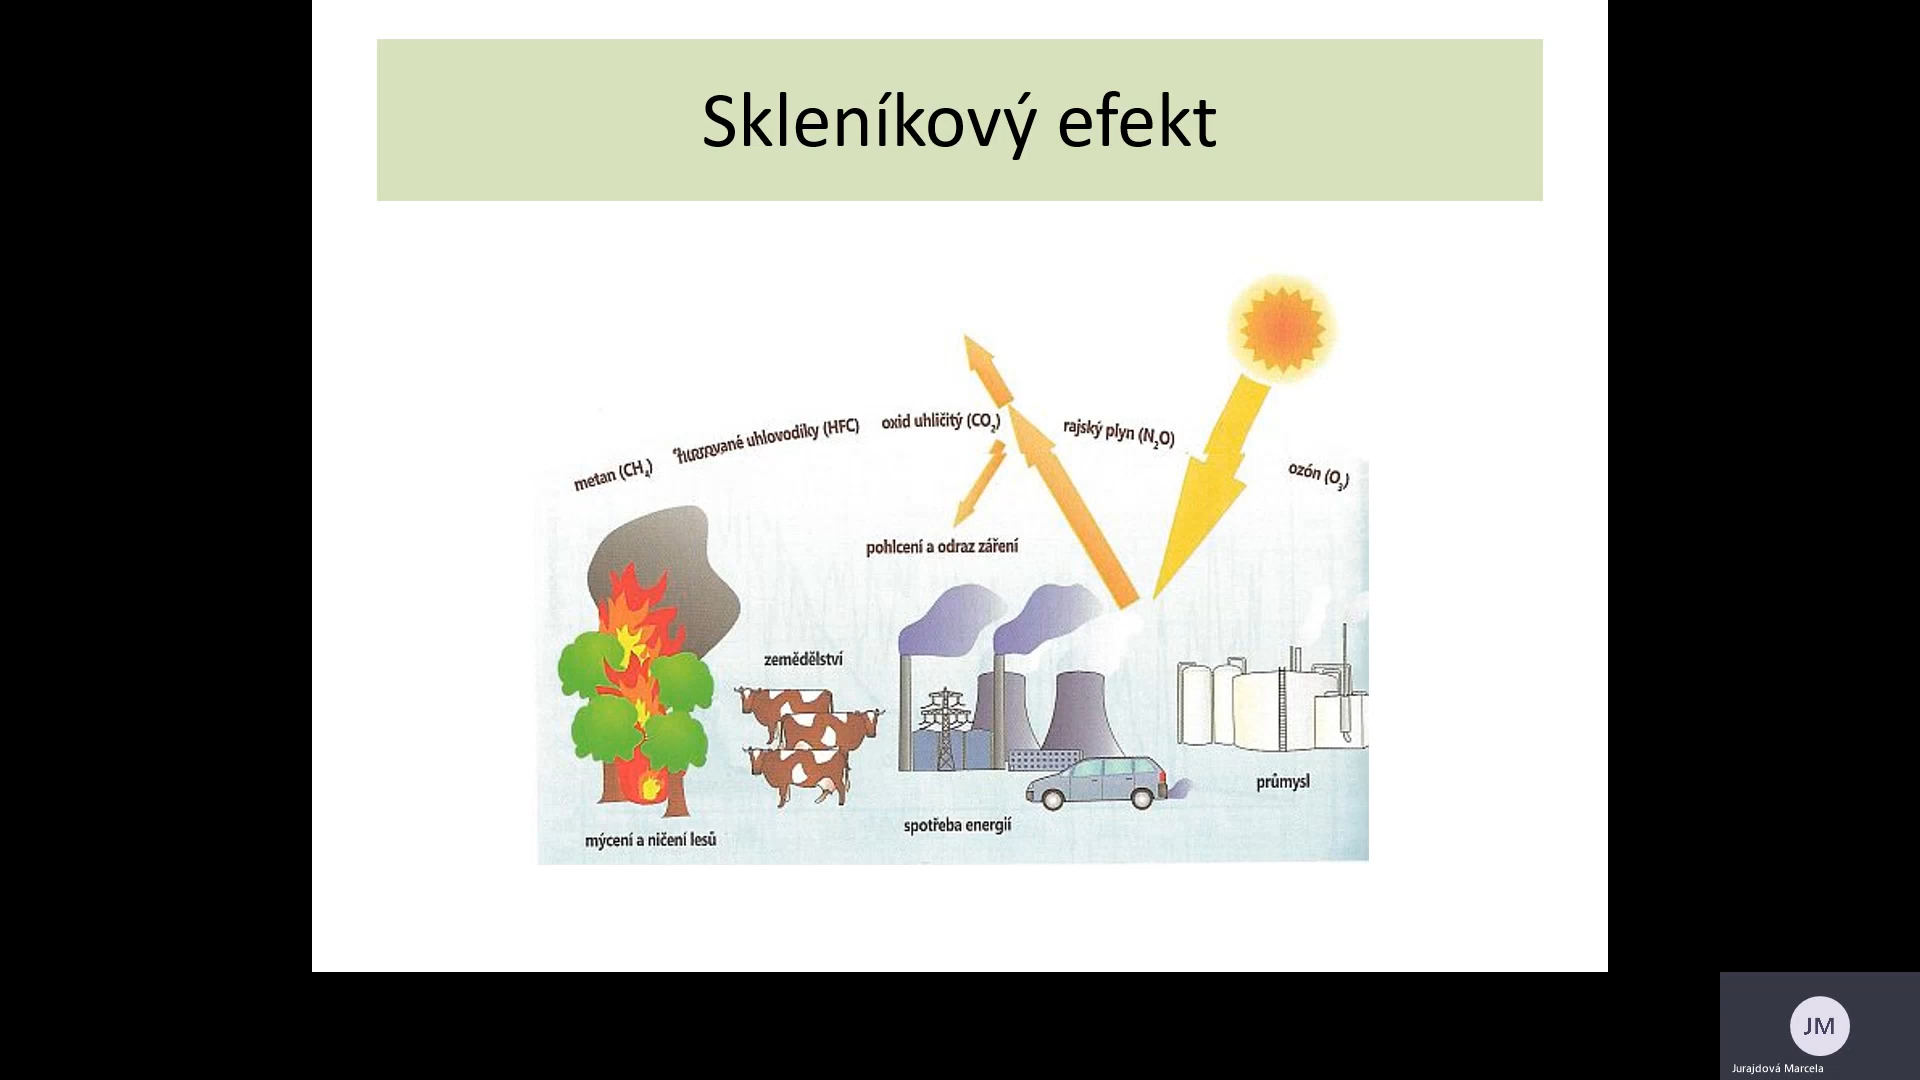 Skleníkový efekt
metan (CH₄)
uhlovodíky (HFC)
oxid uhličitý (CO₂)
rajský plyn (N₂O)
ozón (O₃)
pohlcení a odraz záření
zemědělství
průmysl
spotřeba energií
mýcení a ničení lesů
JM
Jurajdová Marcela